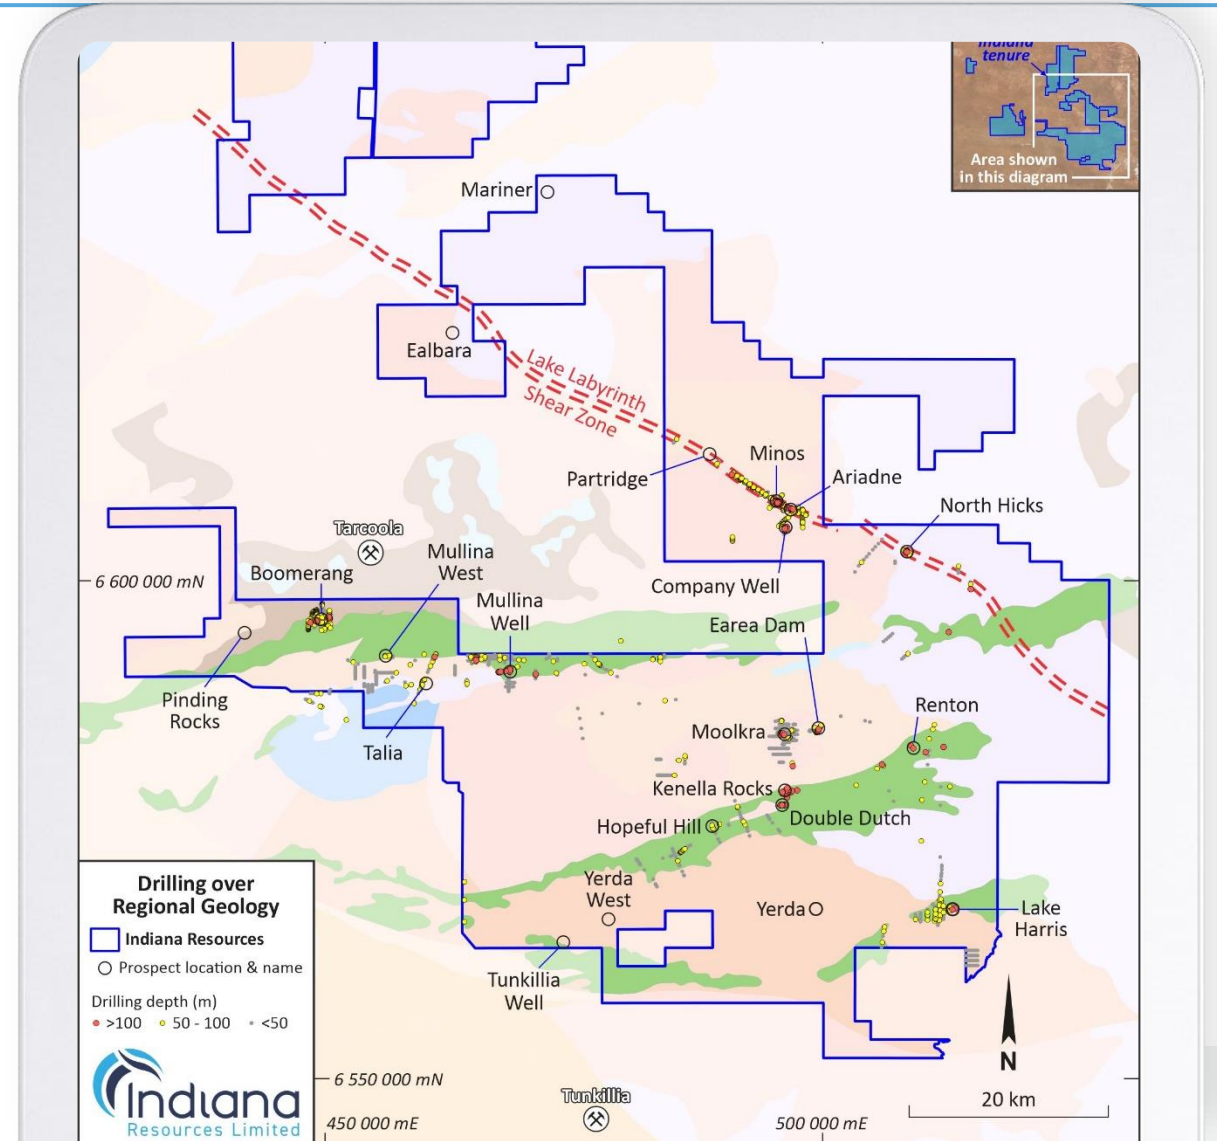 Indiana
tenure
Area shown
in this diagram
Mariner
Ealbara
Lake Labyrinth
Shear Zone
Minos
Partridge
Ariadne
North Hicks
Tarcoola
Mullina
West
Boomerang
6 600 000 mN
Company Well
Mullina
Well
Earea Dam
Pinding
Rocks
Talia
Renton
Moolkra
Kenella Rocks
Double Dutch
Hopeful Hill
Yerda
West
Yerda
Lake
Harris
Tunkillia
Well
Drilling over
Regional Geology
Indiana Resources
Prospect location & name
Drilling depth (m)
>100 50 - 100 <50
Indiana
Resources Limited
N
20 km
6 550 000 mN
Tunkillia
450 000 mE
500 000 mE